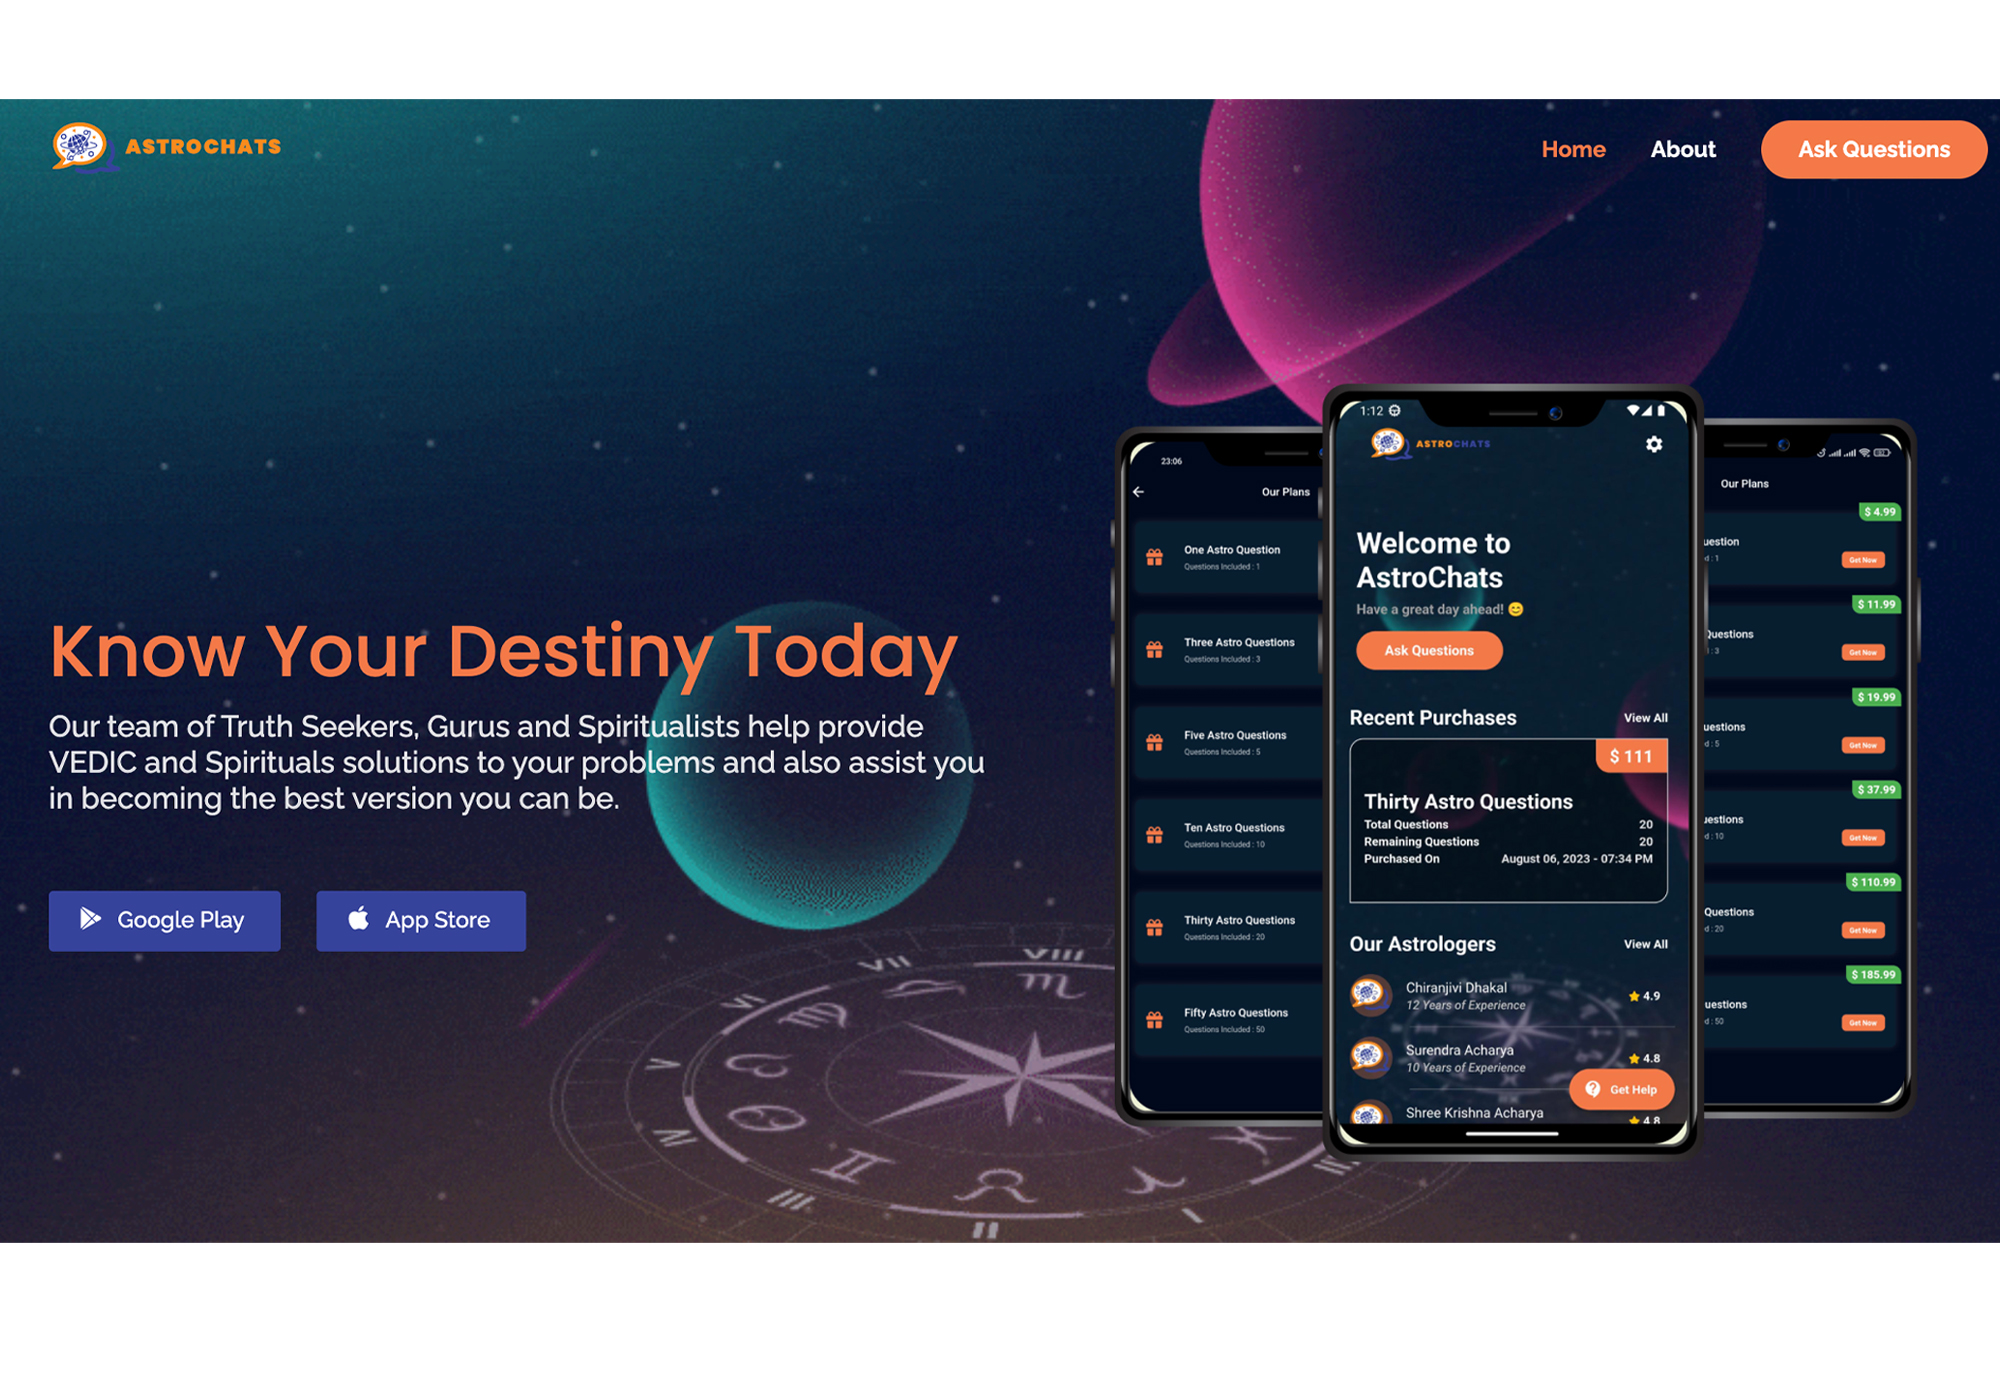 ASTROCHATS
Home
About
Ask Questions
Know Your Destiny Today
Our team of Truth Seekers, Gurus and Spiritualists help provide
VEDIC and Spirituals solutions to your problems and also assist you
in becoming the best version you can be.
Google Play
App Store
23:06
Our Plans
One Astro Question
Questions Included : 1
Three Astro Questions
Questions Included : 3
Five Astro Questions
Questions Included : 5
Ten Astro Questions
Questions Included : 10
Thirty Astro Questions
Questions Included : 20
Fifty Astro Questions
Questions Included : 50
1:12
ASTROCHATS
Welcome to
AstroChats
Have a great day ahead! 😊
Ask Questions
Recent Purchases
View All
$ 111
Thirty Astro Questions
Total Questions 20
Remaining Questions 20
Purchased On August 06, 2023 - 07:34 PM
Our Astrologers
View All
Chiranjivi Dhakal
12 Years of Experience
4.9
Surendra Acharya
10 Years of Experience
4.8
Get Help
Shree Krishna Acharya
4.8
Our Plans
$ 4.99
uestion
d : 1
Get Now
$ 11.99
Questions
: 3
Get Now
$ 19.99
uestions
d : 5
Get Now
$ 37.99
uestions
d : 10
Get Now
$ 110.99
Questions
d : 20
Get Now
$ 185.99
uestions
d : 50
Get Now
VIII
VII
VI
V
IV
III
II
I